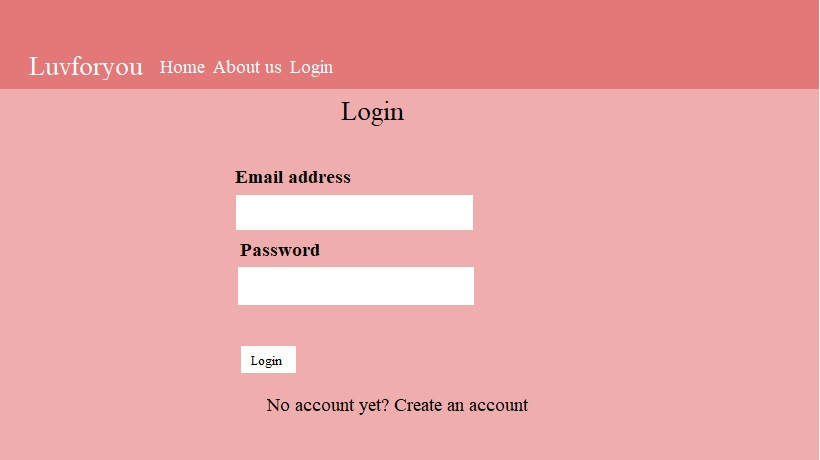 Luvforyou Home About us Login
Login
Email address
Password
Login
No account yet? Create an account